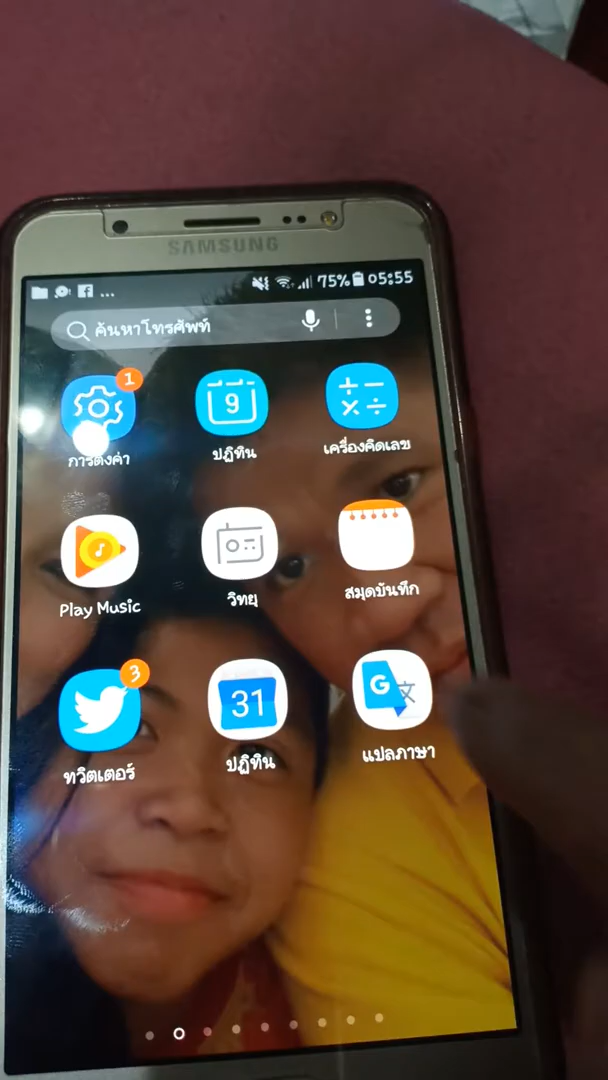 SAMSUNG
... 75% 05:55
ค้นหาโทรศัพท์
1
9
การตั้งค่า ปฏิทิน เครื่องคิดเลข
Play Music วิทยุ สมุดบันทึก
3
31 G 文
ทวิตเตอร์ ปฏิทิน แปลภาษา